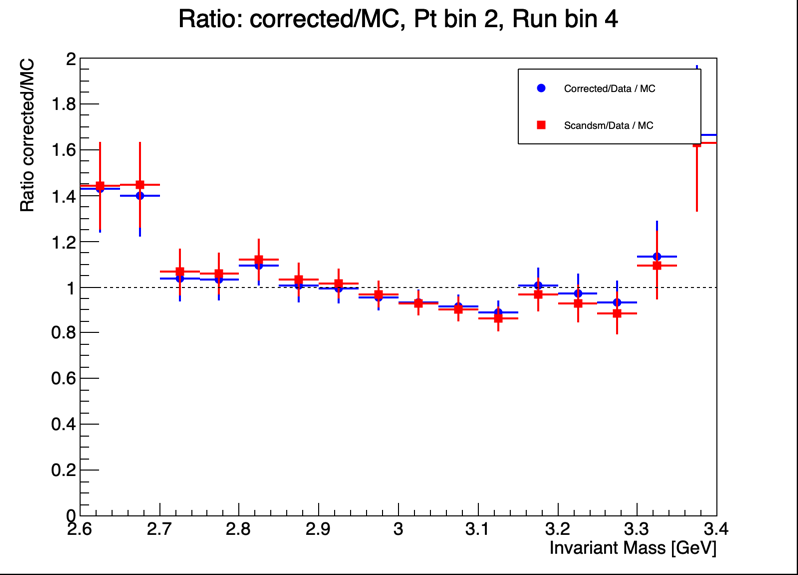 Ratio: corrected/MC, Pt bin 2, Run bin 4
Ratio corrected/MC
2
1.8
1.6
1.4
1.2
1
0.8
0.6
0.4
0.2
0
Corrected/Data / MC
Scandsm/Data / MC
2.6 2.7 2.8 2.9 3 3.1 3.2 3.3 3.4
Invariant Mass [GeV]